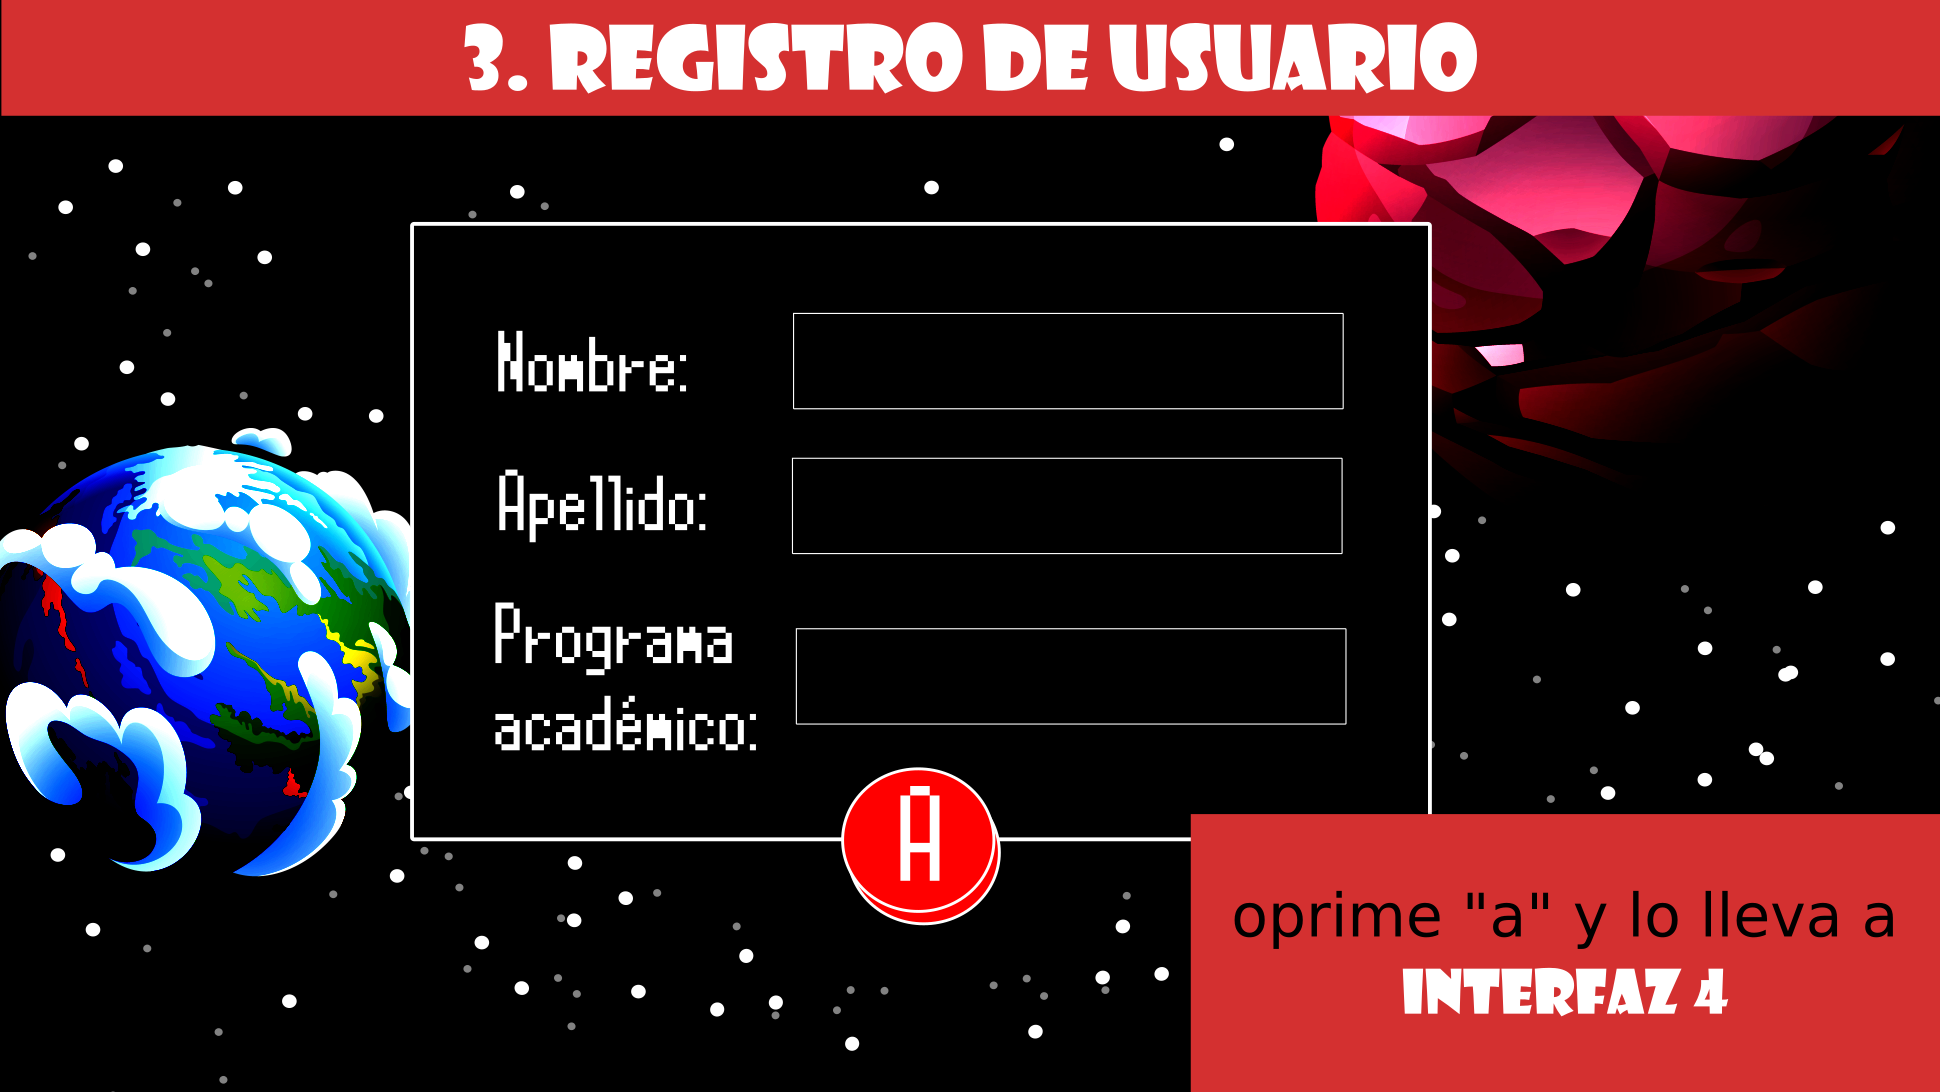 3. REGISTRO DE USUARIO
Nombre:
Apellido:
Programa
académico:
A
oprime "a" y lo lleva a
INTERFAZ 4